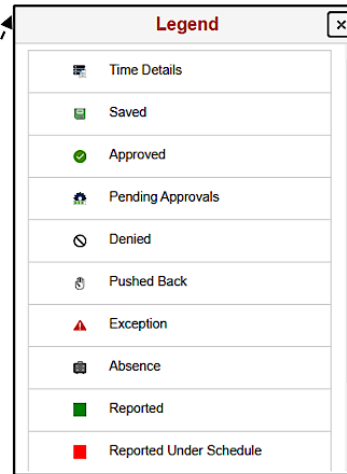 Legend
Time Details
Saved
Approved
Pending Approvals
Denied
Pushed Back
Exception
Absence
Reported
Reported Under Schedule